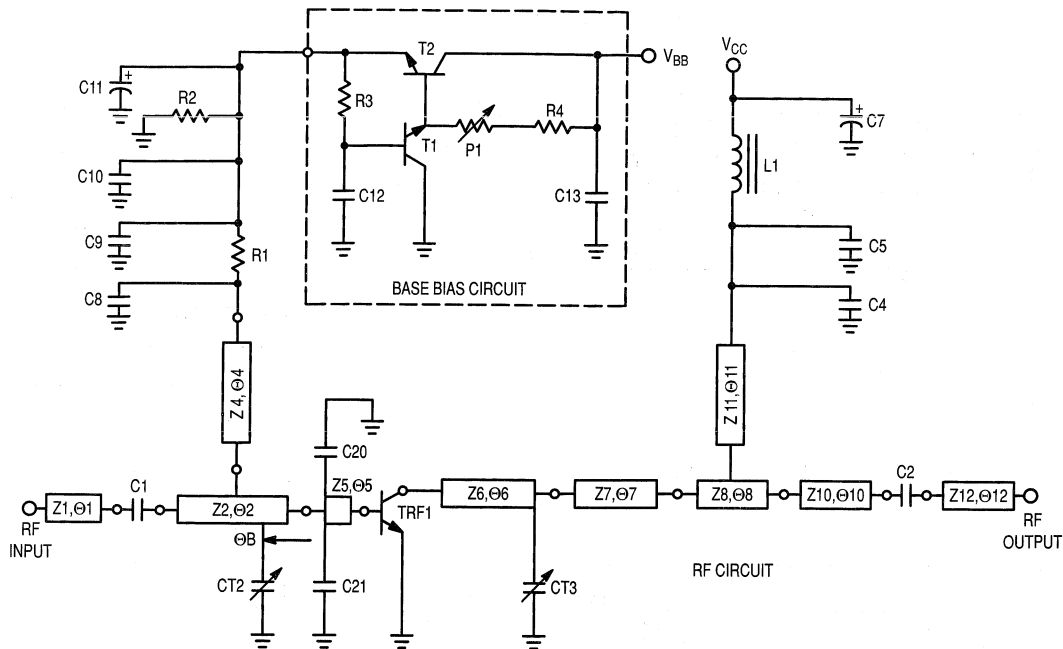 T2
V_BB
V_CC
C11
+
R2
R3
T1
P1
R4
+
C7
L1
C10
C12
C13
C9
R1
C5
C8
BASE BIAS CIRCUIT
C4
Z4,Θ4
Z11,Θ11
C20
C1
Z5,Θ5
C2
Z1,Θ1
Z2,Θ2
TRF1
Z6,Θ6
Z7,Θ7
Z8,Θ8
Z10,Θ10
Z12,Θ12
RF
INPUT
RF
OUTPUT
ΘB
CT2
C21
CT3
RF CIRCUIT